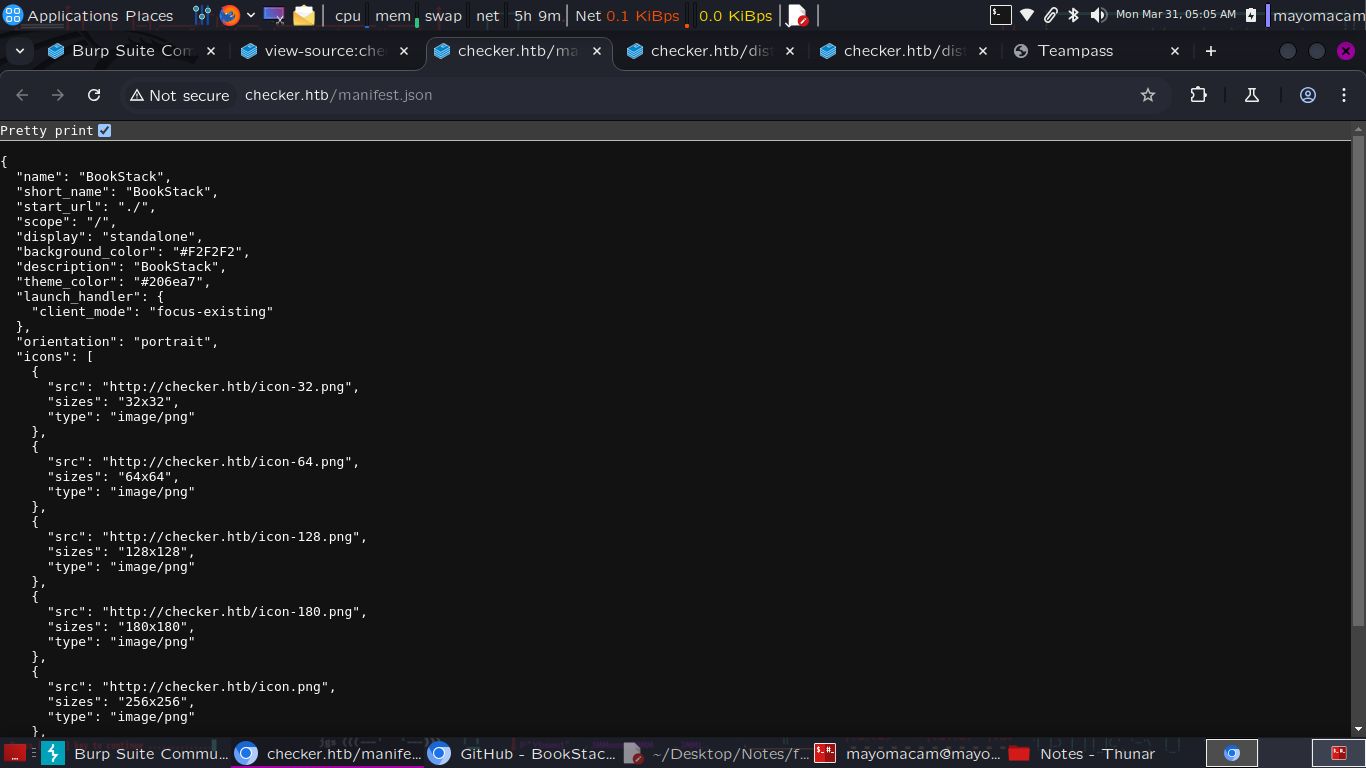 Applications Places cpu mem swap net 5h 9m Net 0.1 KiBps 0.0 KiBps Mon Mar 31, 05:05 AM mayomacam
Burp Suite Com view-source:che checker.htb/ma checker.htb/dist checker.htb/dist Teampass
Not secure checker.htb/manifest.json
Pretty print
{
"name": "BookStack",
"short_name": "BookStack",
"start_url": "./",
"scope": "/",
"display": "standalone",
"background_color": "#F2F2F2",
"description": "BookStack",
"theme_color": "#206ea7",
"launch_handler": {
"client_mode": "focus-existing"
},
"orientation": "portrait",
"icons": [
{
"src": "http://checker.htb/icon-32.png",
"sizes": "32x32",
"type": "image/png"
},
{
"src": "http://checker.htb/icon-64.png",
"sizes": "64x64",
"type": "image/png"
},
{
"src": "http://checker.htb/icon-128.png",
"sizes": "128x128",
"type": "image/png"
},
{
"src": "http://checker.htb/icon-180.png",
"sizes": "180x180",
"type": "image/png"
},
{
"src": "http://checker.htb/icon.png",
"sizes": "256x256",
"type": "image/png"
},
Burp Suite Commu... checker.htb/manife... GitHub - BookStac... ~/Desktop/Notes/f... mayomacam@mayo... Notes - Thunar